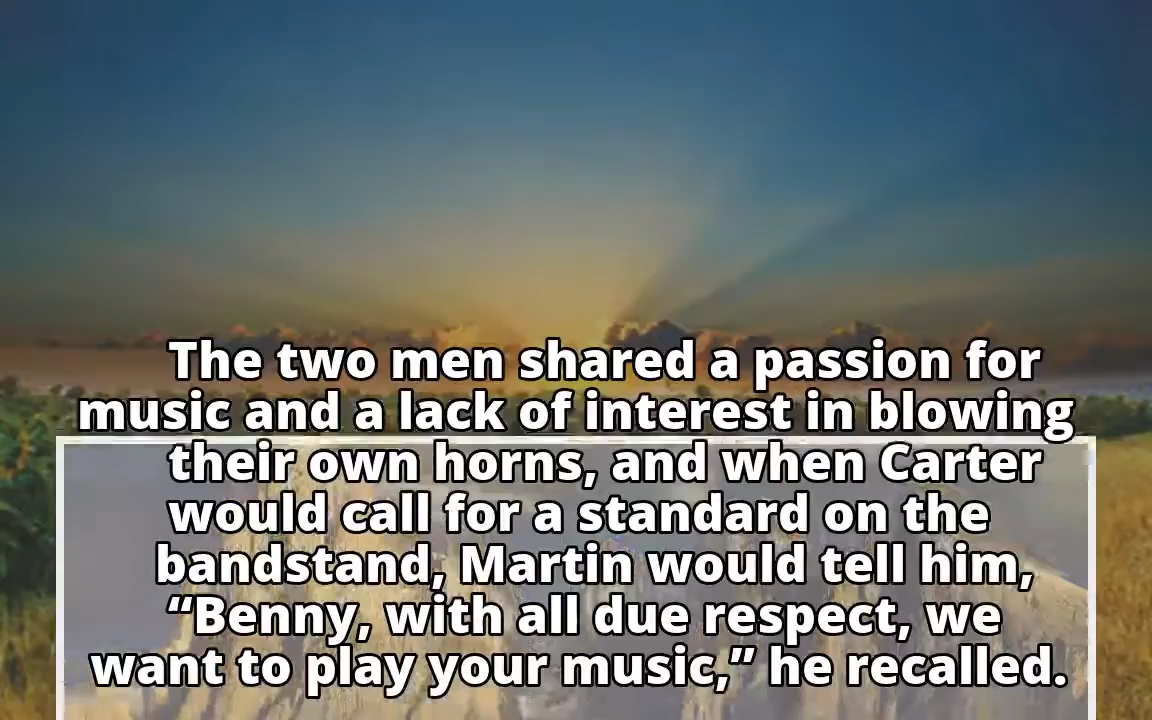 The two men shared a passion for
music and a lack of interest in blowing
their own horns, and when Carter
would call for a standard on the
bandstand, Martin would tell him,
“Benny, with all due respect, we
want to play your music,” he recalled.